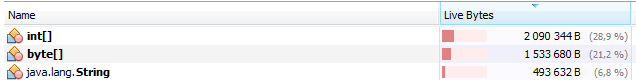 Name Live Bytes
int[] 2 090 344 B (28,9 %)
byte[] 1 533 680 B (21,2 %)
java.lang.String 493 632 B (6,8 %)